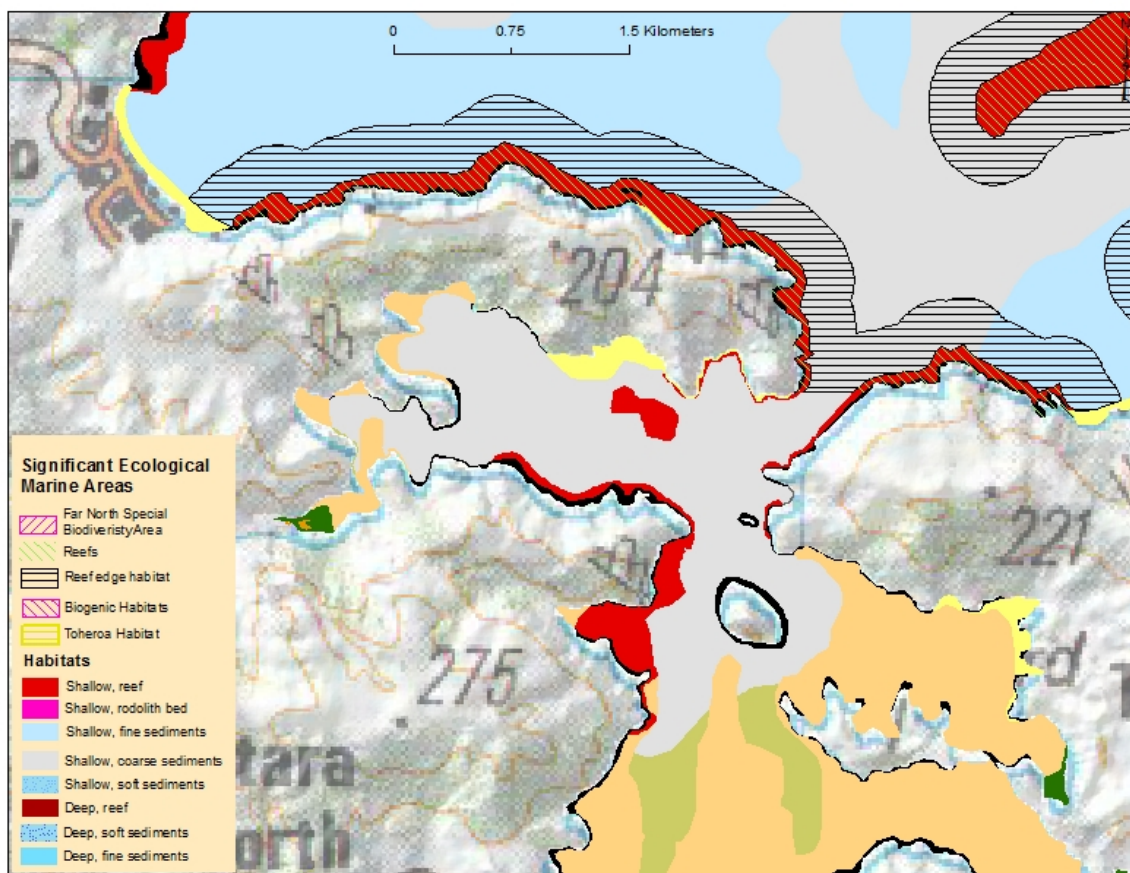 0 0.75 1.5 Kilometers
204
221
275
tara
orth
Significant Ecological
Marine Areas
Far North Special
BiodiveristyArea
Reefs
Reef edge habitat
Biogenic Habitats
Toheroa Habitat
Habitats
Shallow, reef
Shallow, rodolith bed
Shallow, fine sediments
Shallow, coarse sediments
Shallow, soft sediments
Deep, reef
Deep, soft sediments
Deep, fine sediments